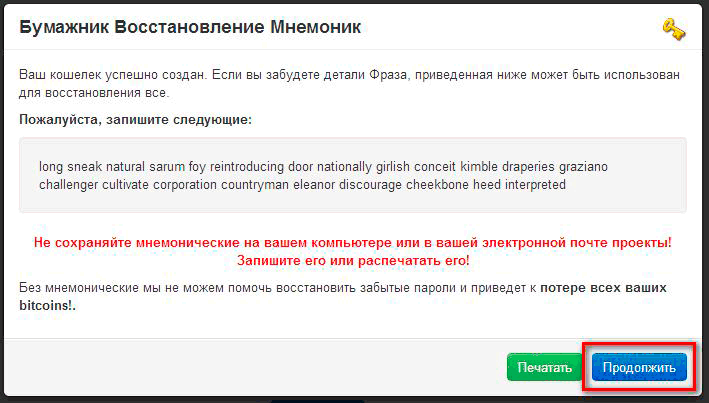 Бумажник Восстановление Мнемоник
Ваш кошелек успешно создан. Если вы забудете детали Фраза, приведенная ниже может быть использован
для восстановления все.
Пожалуйста, запишите следующие:
long sneak natural sarum foy reintroducing door nationally girlish conceit kimble draperies graziano
challenger cultivate corporation countryman eleanor discourage cheekbone heed interpreted
Не сохраняйте мнемонические на вашем компьютере или в вашей электронной почте проекты!
Запишите его или распечатать его!
Без мнемонические мы не можем помочь восстановить забытые пароли и приведет к потере всех ваших
bitcoins!.
Печатать Продолжить